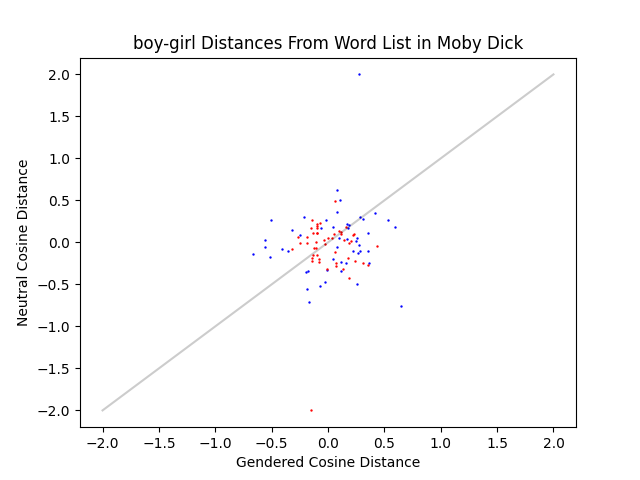 boy-girl Distances From Word List in Moby Dick
Neutral Cosine Distance
2.0
1.5
1.0
0.5
0.0
−0.5
−1.0
−1.5
−2.0
−2.0 −1.5 −1.0 −0.5 0.0 0.5 1.0 1.5 2.0
Gendered Cosine Distance